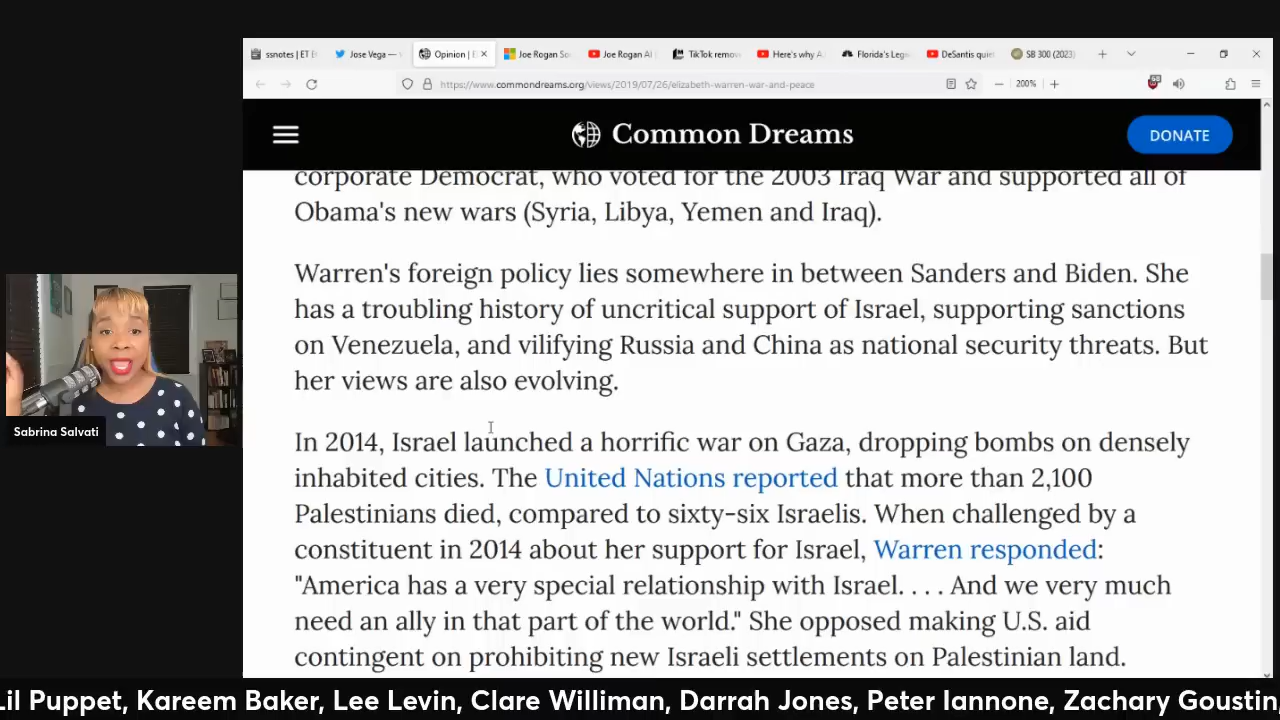 ssnotes | ET E
Jose Vega —
Opinion | E
Joe Rogan So
Joe Rogan AI
TikTok remov
Here's why A
Florida's Leg
DeSantis quie
SB 300 (2023)
https://www.commondreams.org/views/2019/07/26/elizabeth-warren-war-and-peace
200%
Common Dreams
DONATE
corporate Democrat, who voted for the 2003 Iraq War and supported all of
Obama's new wars (Syria, Libya, Yemen and Iraq).
Warren's foreign policy lies somewhere in between Sanders and Biden. She
has a troubling history of uncritical support of Israel, supporting sanctions
on Venezuela, and vilifying Russia and China as national security threats. But
her views are also evolving.
In 2014, Israel launched a horrific war on Gaza, dropping bombs on densely
inhabited cities. The United Nations reported that more than 2,100
Palestinians died, compared to sixty-six Israelis. When challenged by a
constituent in 2014 about her support for Israel, Warren responded:
"America has a very special relationship with Israel. . . . And we very much
need an ally in that part of the world." She opposed making U.S. aid
contingent on prohibiting new Israeli settlements on Palestinian land.
Sabrina Salvati
Lil Puppet, Kareem Baker, Lee Levin, Clare Williman, Darrah Jones, Peter Iannone, Zachary Goustin,